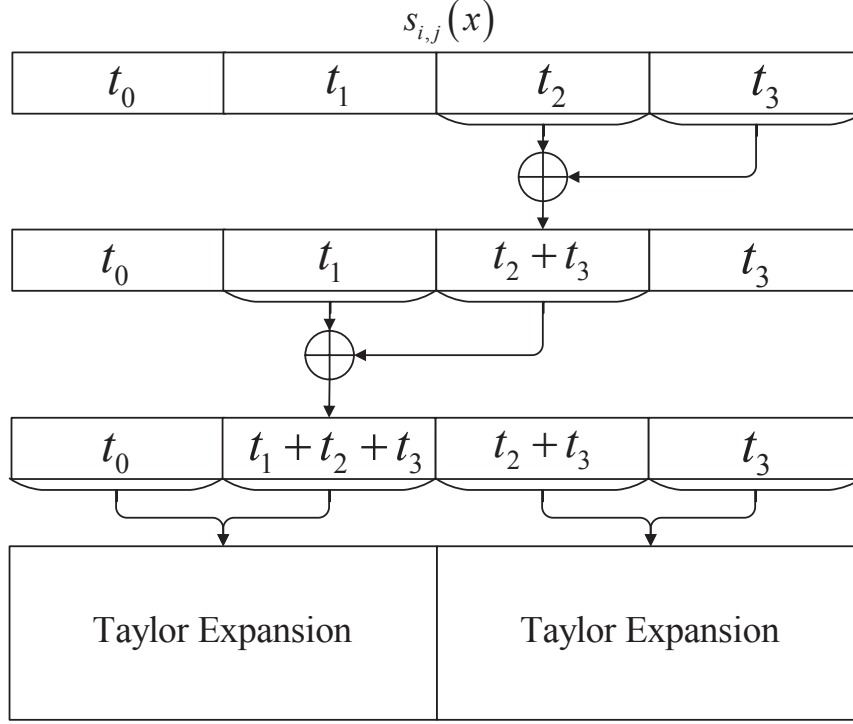 s_{i,j}(x)
t_0 t_1 t_2 t_3
t_0 t_1 t_2 + t_3 t_3
t_0 t_1 + t_2 + t_3 t_2 + t_3 t_3
Taylor Expansion Taylor Expansion